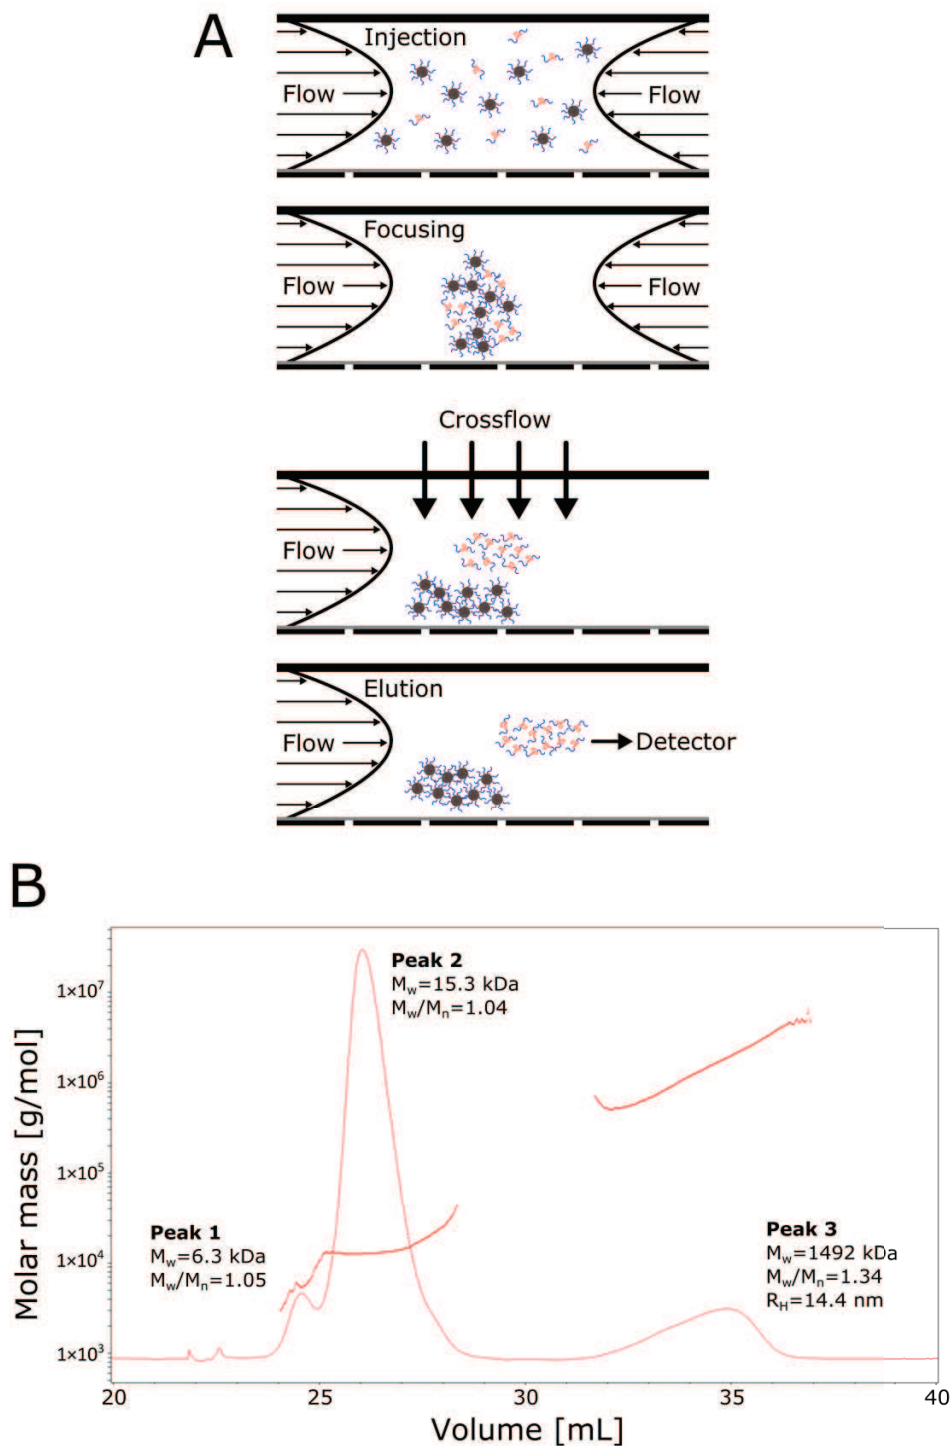 A
Injection
Flow
Flow
Focusing
Flow
Flow
Crossflow
Flow
Elution
Flow
Detector
B
Molar mass [g/mol]
1×10⁷
1×10⁶
1×10⁵
1×10⁴
1×10³
Peak 1
Mw=6.3 kDa
Mw/Mn=1.05
Peak 2
Mw=15.3 kDa
Mw/Mn=1.04
Peak 3
Mw=1492 kDa
Mw/Mn=1.34
RH=14.4 nm
20 25 30 35 40
Volume [mL]